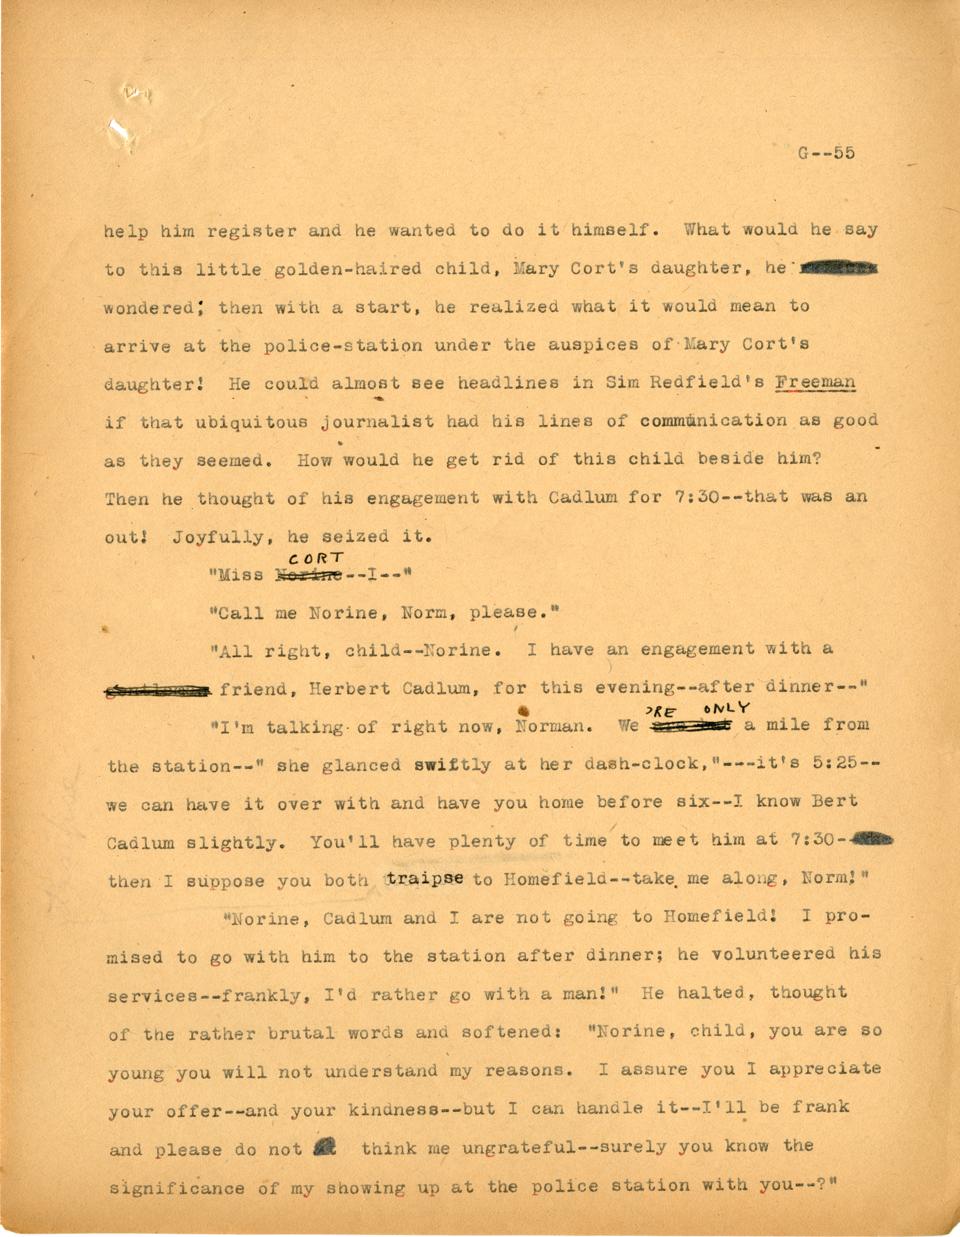 G--55
help him register and he wanted to do it himself.  What would he say
to this little golden-haired child, Mary Cort's daughter, he
wondered; then with a start, he realized what it would mean to
arrive at the police-station under the auspices of Mary Cort's
daughter!  He could almost see headlines in Sim Redfield's Freeman
if that ubiquitous journalist had his lines of communication as good
as they seemed.  How would he get rid of this child beside him?
Then he thought of his engagement with Cadlum for 7:30--that was an
out!  Joyfully, he seized it.
CORT
"Miss Norine--I--"
"Call me Norine, Norm, please."
"All right, child--Norine.  I have an engagement with a
gentleman friend, Herbert Cadlum, for this evening--after dinner--"
'RE ONLY
"I'm talking of right now, Norman.  We are but a mile from
the station--" she glanced swiftly at her dash-clock,"---it's 5:25--
we can have it over with and have you home before six--I know Bert
Cadlum slightly.  You'll have plenty of time to meet him at 7:30-
then I suppose you both traipse to Homefield--take me along, Norm!"
"Norine, Cadlum and I are not going to Homefield!  I pro-
mised to go with him to the station after dinner; he volunteered his
services--frankly, I'd rather go with a man!"  He halted, thought
of the rather brutal words and softened:  "Norine, child, you are so
young you will not understand my reasons.  I assure you I appreciate
your offer--and your kindness--but I can handle it--I'll be frank
and please do not think me ungrateful--surely you know the
significance of my showing up at the police station with you--?"